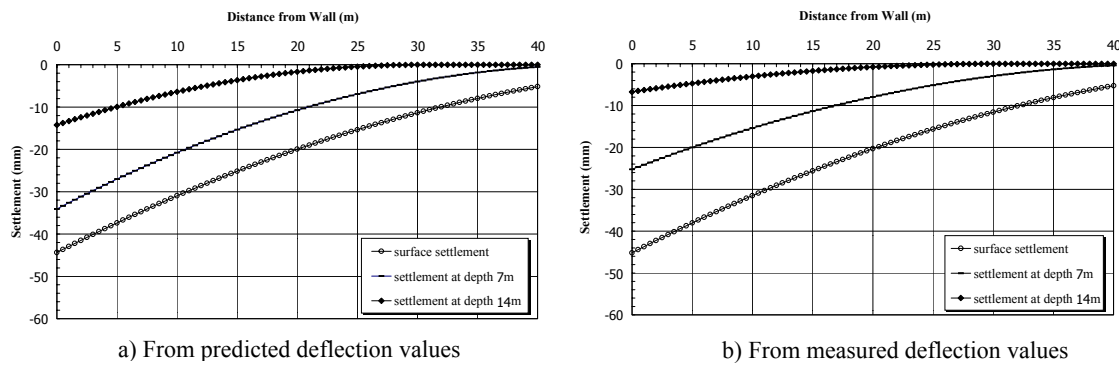 Distance from Wall (m)
0 5 10 15 20 25 30 35 40
0
-10
-20
-30
-40
-50
-60
Settlement (mm)
surface settlement
settlement at depth 7m
settlement at depth 14m
a) From predicted deflection values
Distance from Wall (m)
0 5 10 15 20 25 30 35 40
0
-10
-20
-30
-40
-50
-60
Settlement (mm)
surface settlement
settlement at depth 7m
settlement at depth 14m
b) From measured deflection values